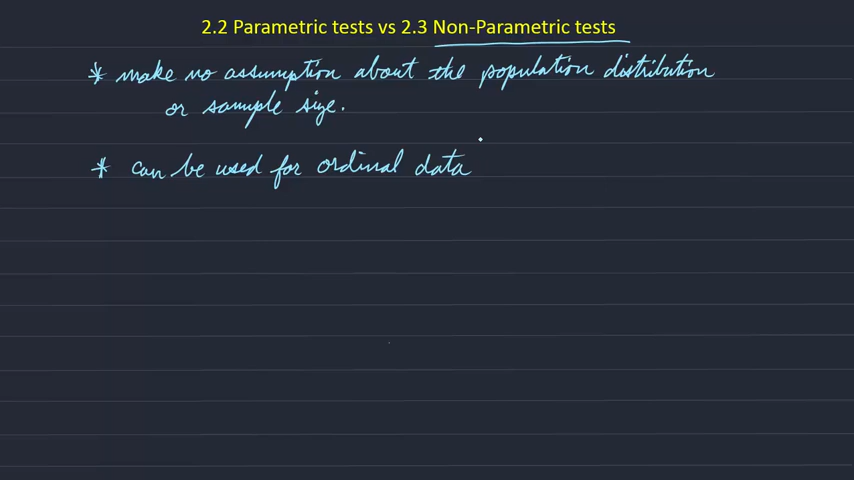 2.2 Parametric tests vs 2.3 Non-Parametric tests
* make no assumption about the population distribution
or sample size.
* can be used for ordinal data